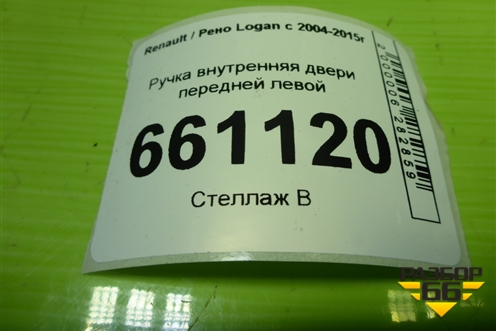 Renault / Рено Logan с 2004-2015г
Ручка внутренняя двери
передней левой
661120
Стеллаж В
2000006282859
РАЗБОР
66